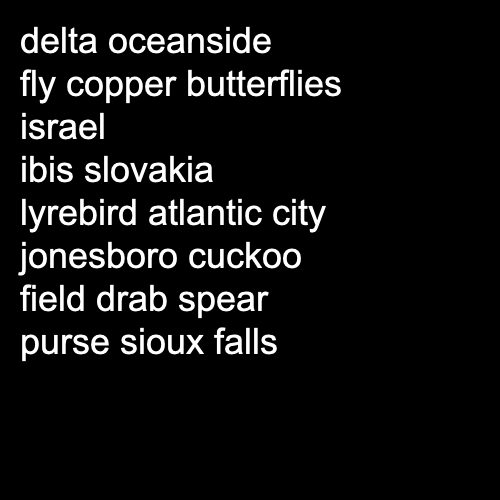 delta oceanside
fly copper butterflies
israel
ibis slovakia
lyrebird atlantic city
jonesboro cuckoo
field drab spear
purse sioux falls